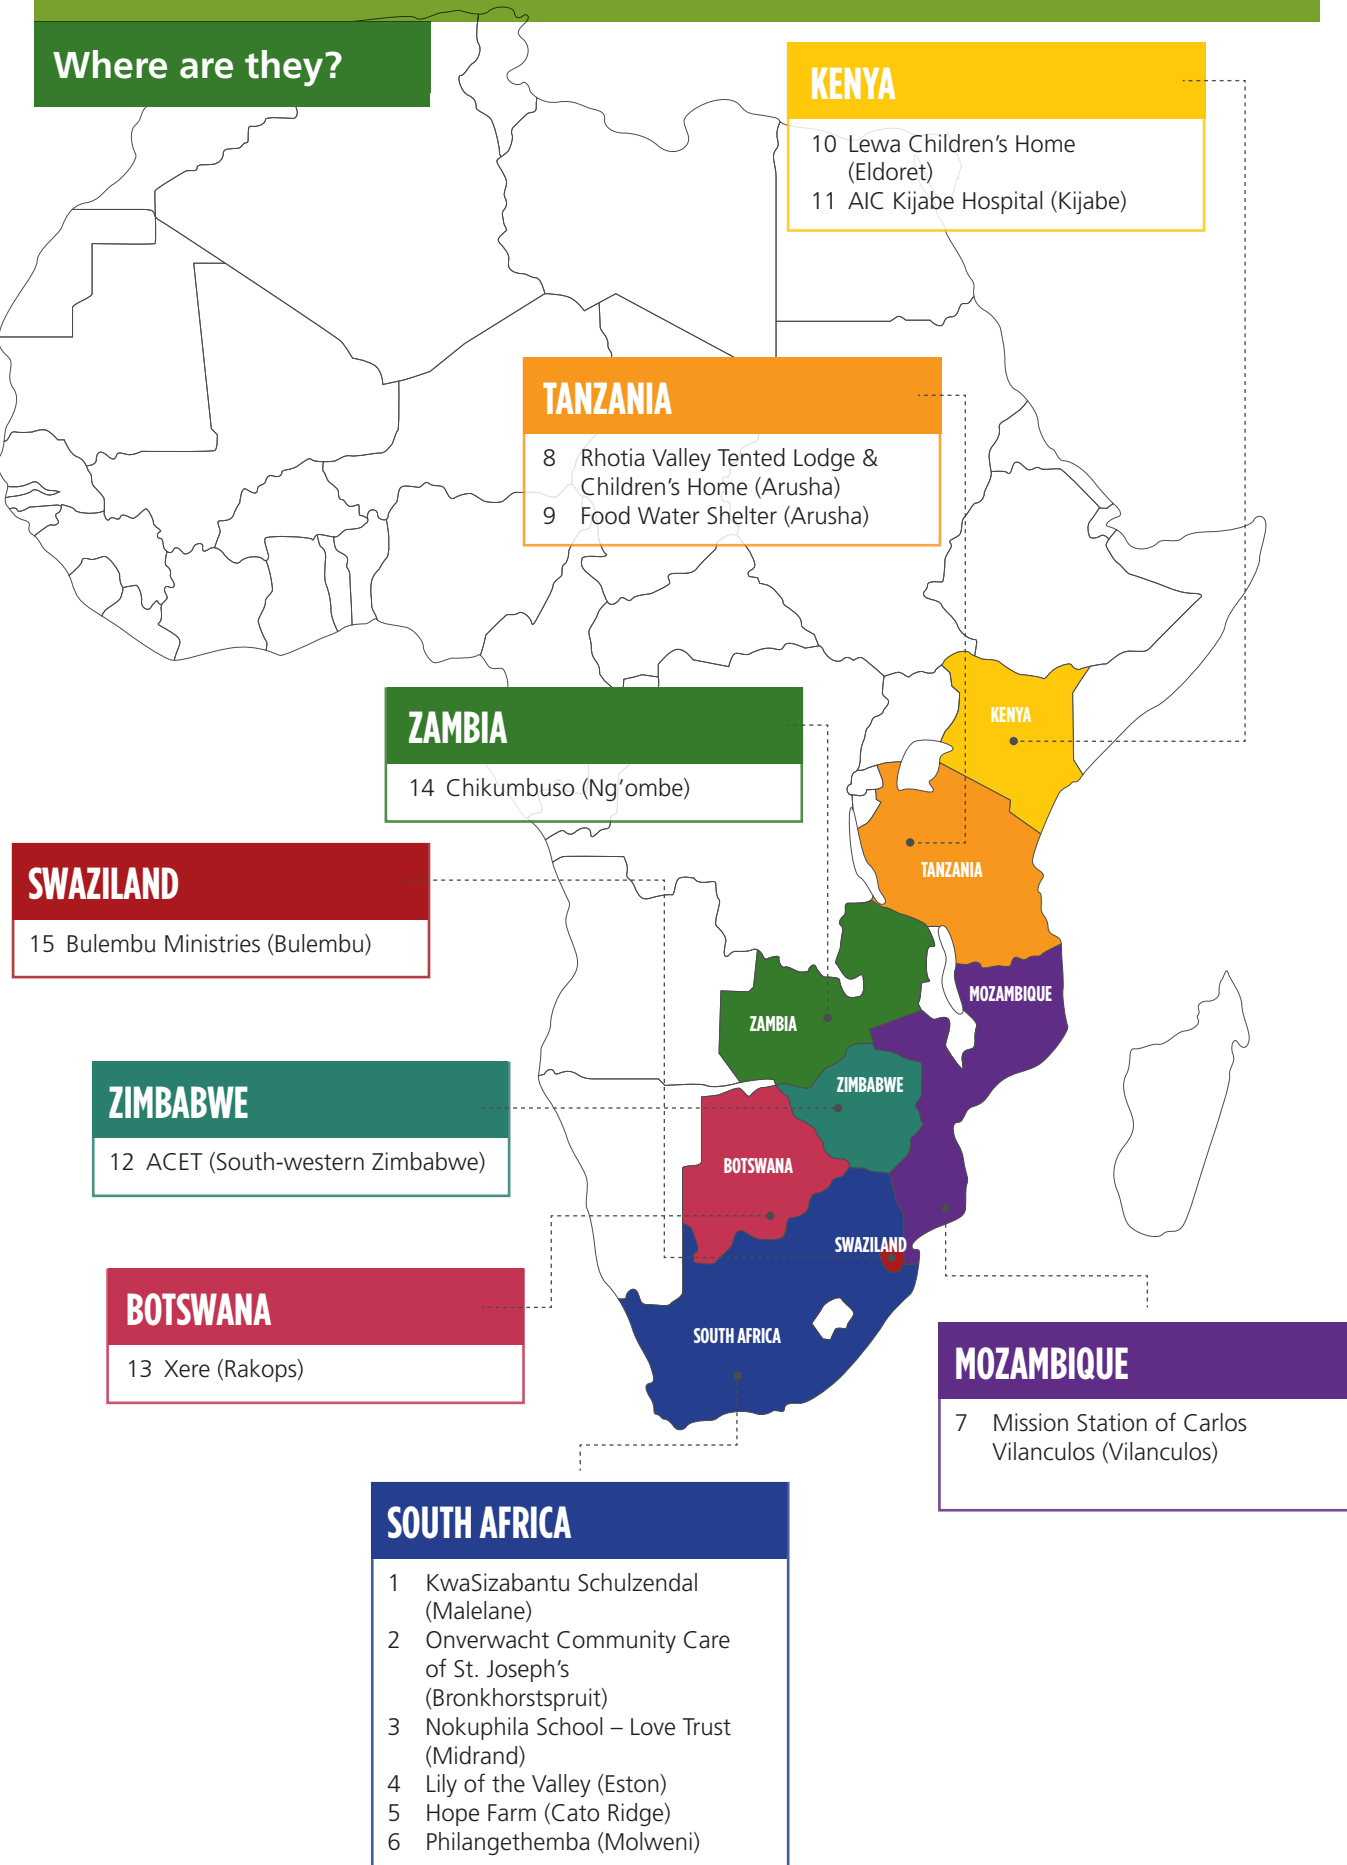 Where are they?
KENYA
10 Lewa Children’s Home
(Eldoret)
11 AIC Kijabe Hospital (Kijabe)
TANZANIA
8 Rhotia Valley Tented Lodge &
Children’s Home (Arusha)
9 Food Water Shelter (Arusha)
ZAMBIA
14 Chikumbuso (Ng’ombe)
SWAZILAND
15 Bulembu Ministries (Bulembu)
ZIMBABWE
12 ACET (South-western Zimbabwe)
BOTSWANA
13 Xere (Rakops)
KENYA
TANZANIA
MOZAMBIQUE
ZAMBIA
ZIMBABWE
BOTSWANA
SWAZILAND
SOUTH AFRICA
MOZAMBIQUE
7 Mission Station of Carlos
Vilanculos (Vilanculos)
SOUTH AFRICA
1 KwaSizabantu Schulzendal
(Malelane)
2 Onverwacht Community Care
of St. Joseph’s
(Bronkhorstspruit)
3 Nokuphila School – Love Trust
(Midrand)
4 Lily of the Valley (Eston)
5 Hope Farm (Cato Ridge)
6 Philangethemba (Molweni)